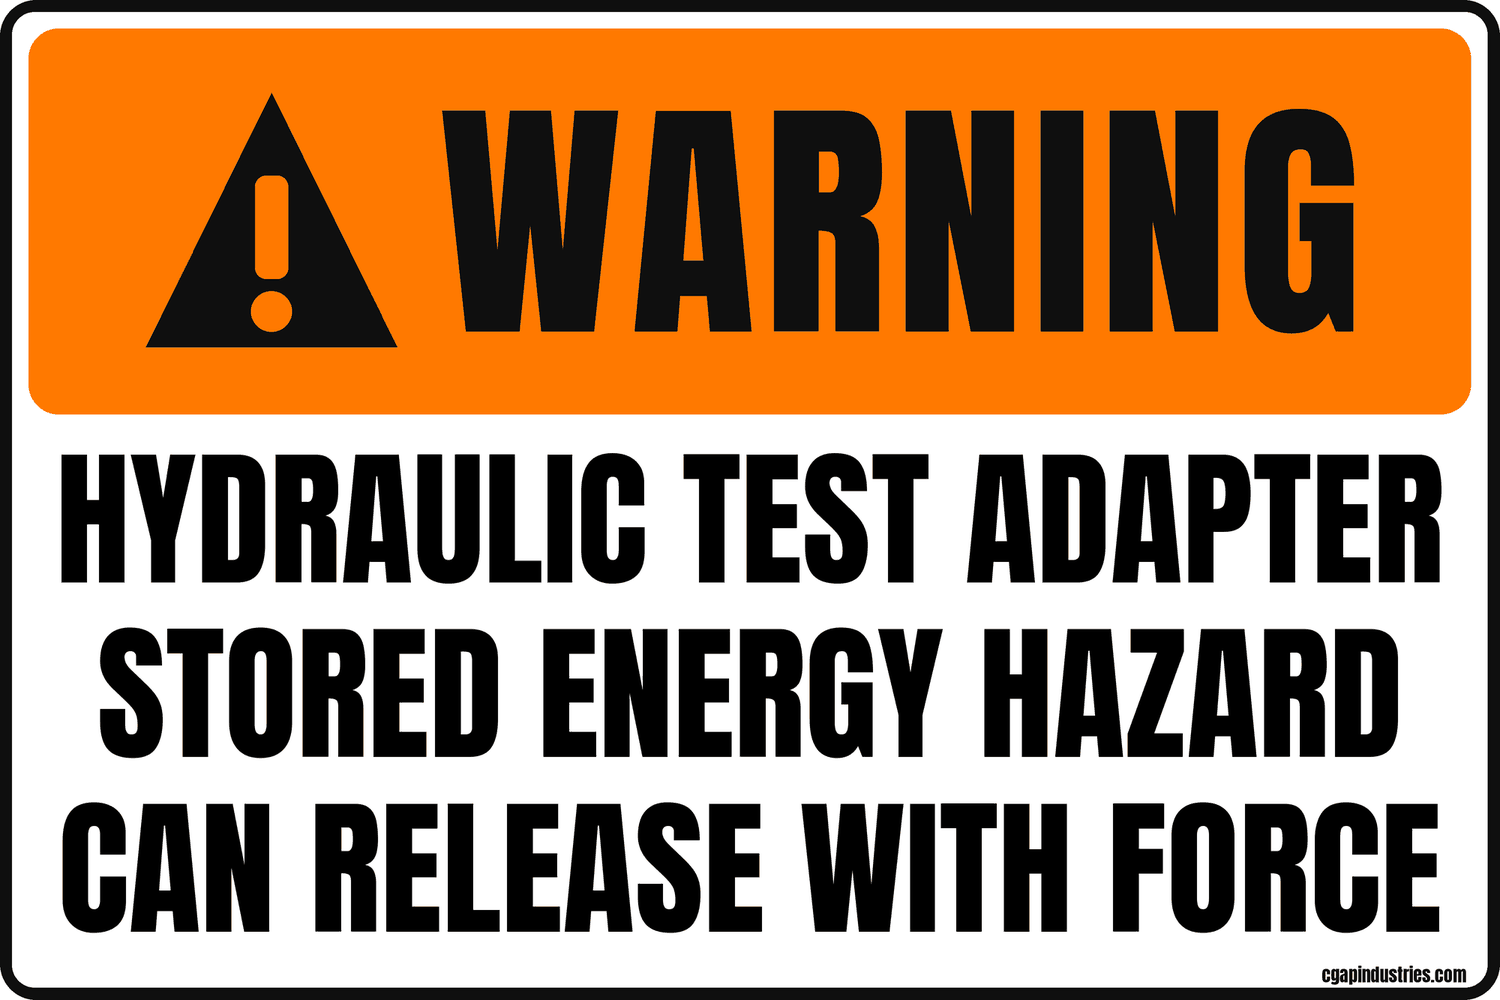 WARNING
HYDRAULIC TEST ADAPTER
STORED ENERGY HAZARD
CAN RELEASE WITH FORCE
cgapindustries.com